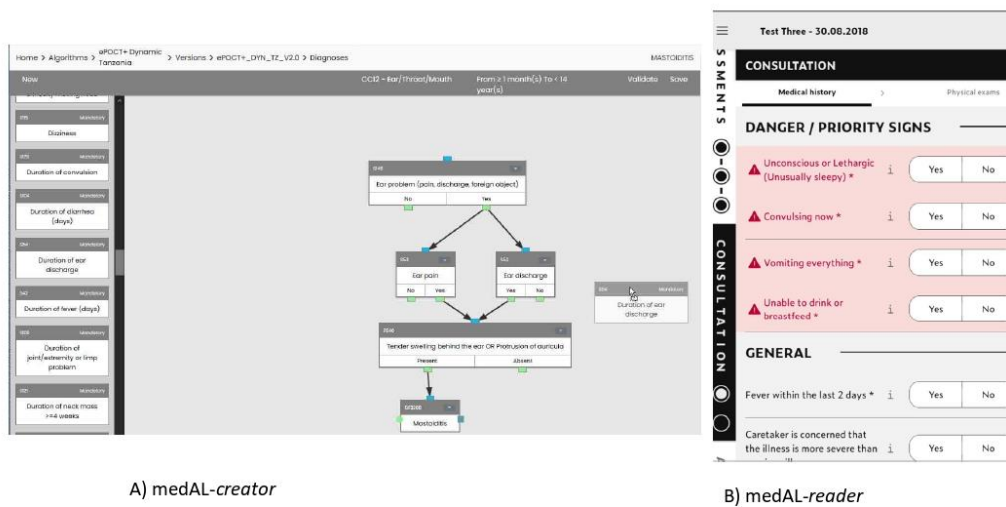 Home > Algorithms > ePOCT+ Dynamic Tanzania > Versions > ePOCT+_DYN_TZ_V2.0 > Diagnoses
MASTOIDITIS
New
CC12 - Ear/Throat/Mouth
From ≥ 1 month(s) To < 14 year(s)
Validate
Save
Mandatory
Dizziness
Mandatory
Duration of convulsion
Mandatory
Duration of diarrhea
(days)
Mandatory
Duration of ear
discharge
Mandatory
Duration of fever (days)
Mandatory
Duration of
joint/extremity or limp
problem
Mandatory
Duration of neck mass
>=4 weeks
Ear problem (pain, discharge, foreign object)
No Yes
Ear pain
No Yes
Ear discharge
Yes No
Mandatory
Duration of ear
discharge
Tender swelling behind the ear OR Protrusion of auricula
Present Absent
Mastoiditis
A) medAL-creator
Test Three - 30.08.2018
SSMENTS
CONSULTATION
CONSULTATION
Medical history > Physical exams
DANGER / PRIORITY SIGNS
Unconscious or Lethargic
(Unusually sleepy) * i Yes No
Convulsing now * i Yes No
Vomiting everything * i Yes No
Unable to drink or
breastfeed * i Yes No
GENERAL
Fever within the last 2 days * i Yes No
Caretaker is concerned that
the illness is more severe than i Yes No
B) medAL-reader